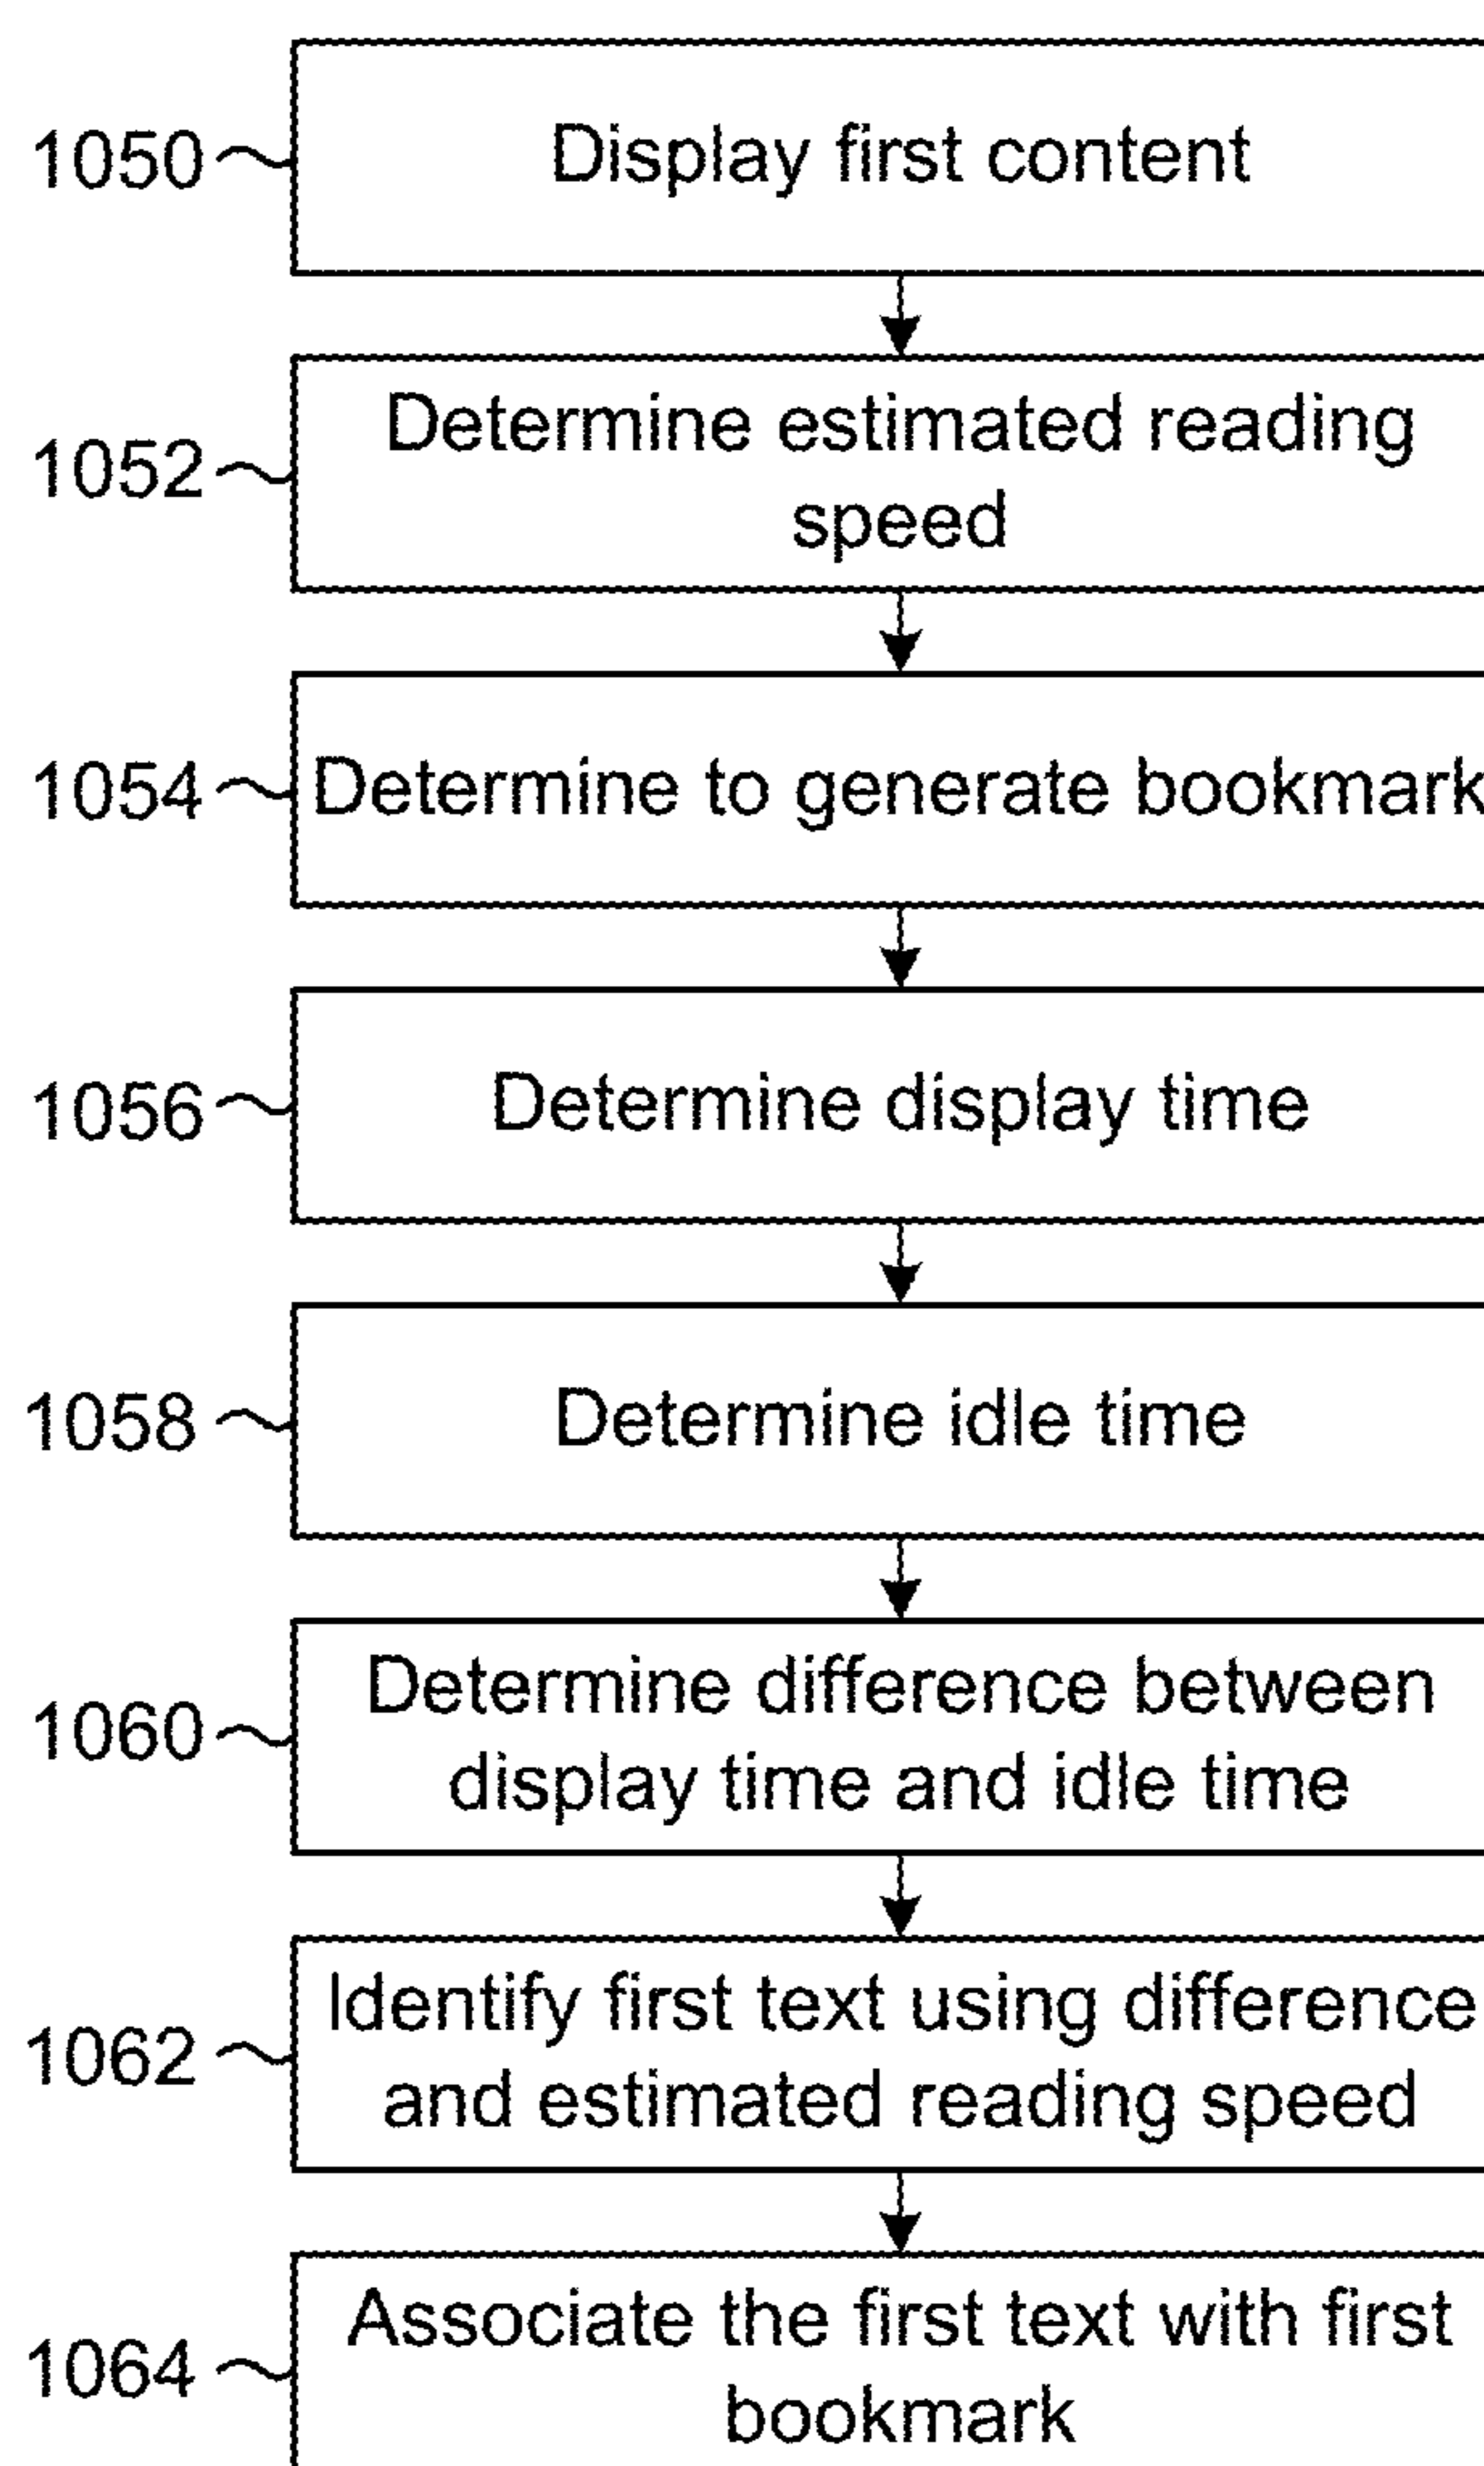 1050 Display first content
1052 Determine estimated reading
speed
1054 Determine to generate bookmark
1056 Determine display time
1058 Determine idle time
1060 Determine difference between
display time and idle time
1062 Identify first text using difference
and estimated reading speed
1064 Associate the first text with first
bookmark